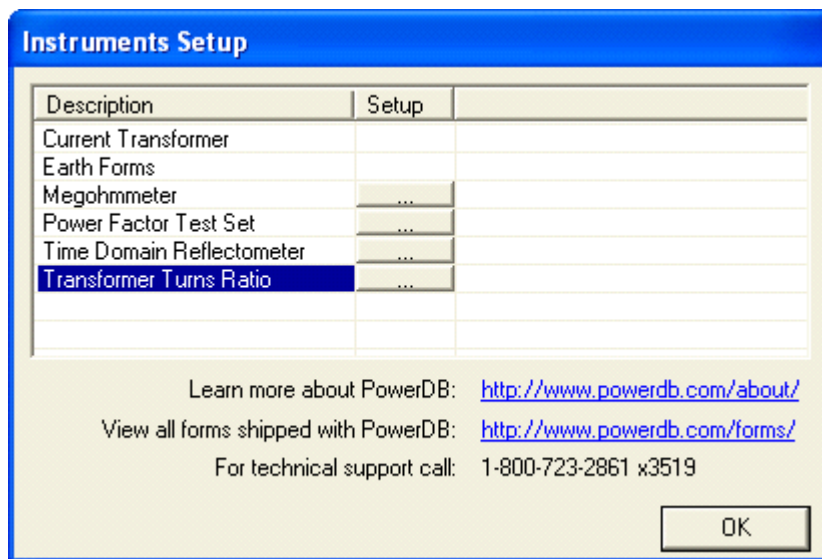 Instruments Setup
Description Setup
Current Transformer
Earth Forms
Megohmmeter ...
Power Factor Test Set ...
Time Domain Reflectometer ...
Transformer Turns Ratio ...
Learn more about PowerDB: http://www.powerdb.com/about/
View all forms shipped with PowerDB: http://www.powerdb.com/forms/
For technical support call: 1-800-723-2861 x3519
OK